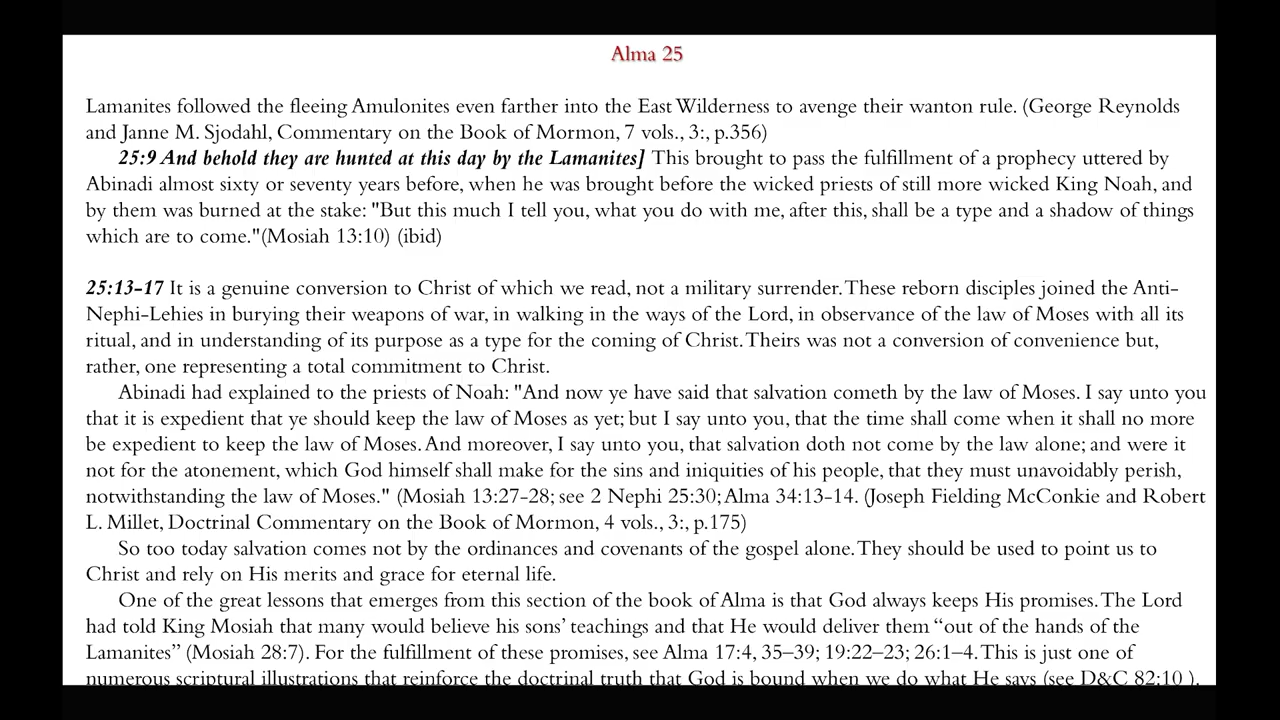 Alma 25
Lamanites followed the fleeing Amulonites even farther into the East Wilderness to avenge their wanton rule. (George Reynolds
and Janne M. Sjodahl, Commentary on the Book of Mormon, 7 vols., 3:, p.356)
25:9 And behold they are hunted at this day by the Lamanites] This brought to pass the fulfillment of a prophecy uttered by
Abinadi almost sixty or seventy years before, when he was brought before the wicked priests of still more wicked King Noah, and
by them was burned at the stake: "But this much I tell you, what you do with me, after this, shall be a type and a shadow of things
which are to come."(Mosiah 13:10) (ibid)
25:13-17 It is a genuine conversion to Christ of which we read, not a military surrender. These reborn disciples joined the Anti-
Nephi-Lehies in burying their weapons of war, in walking in the ways of the Lord, in observance of the law of Moses with all its
ritual, and in understanding of its purpose as a type for the coming of Christ. Theirs was not a conversion of convenience but,
rather, one representing a total commitment to Christ.
Abinadi had explained to the priests of Noah: "And now ye have said that salvation cometh by the law of Moses. I say unto you
that it is expedient that ye should keep the law of Moses as yet; but I say unto you, that the time shall come when it shall no more
be expedient to keep the law of Moses. And moreover, I say unto you, that salvation doth not come by the law alone; and were it
not for the atonement, which God himself shall make for the sins and iniquities of his people, that they must unavoidably perish,
notwithstanding the law of Moses." (Mosiah 13:27-28; see 2 Nephi 25:30; Alma 34:13-14. (Joseph Fielding McConkie and Robert
L. Millet, Doctrinal Commentary on the Book of Mormon, 4 vols., 3:, p.175)
So too today salvation comes not by the ordinances and covenants of the gospel alone. They should be used to point us to
Christ and rely on His merits and grace for eternal life.
One of the great lessons that emerges from this section of the book of Alma is that God always keeps His promises. The Lord
had told King Mosiah that many would believe his sons’ teachings and that He would deliver them “out of the hands of the
Lamanites” (Mosiah 28:7). For the fulfillment of these promises, see Alma 17:4, 35–39; 19:22–23; 26:1–4. This is just one of
numerous scriptural illustrations that reinforce the doctrinal truth that God is bound when we do what He says (see D&C 82:10 ).